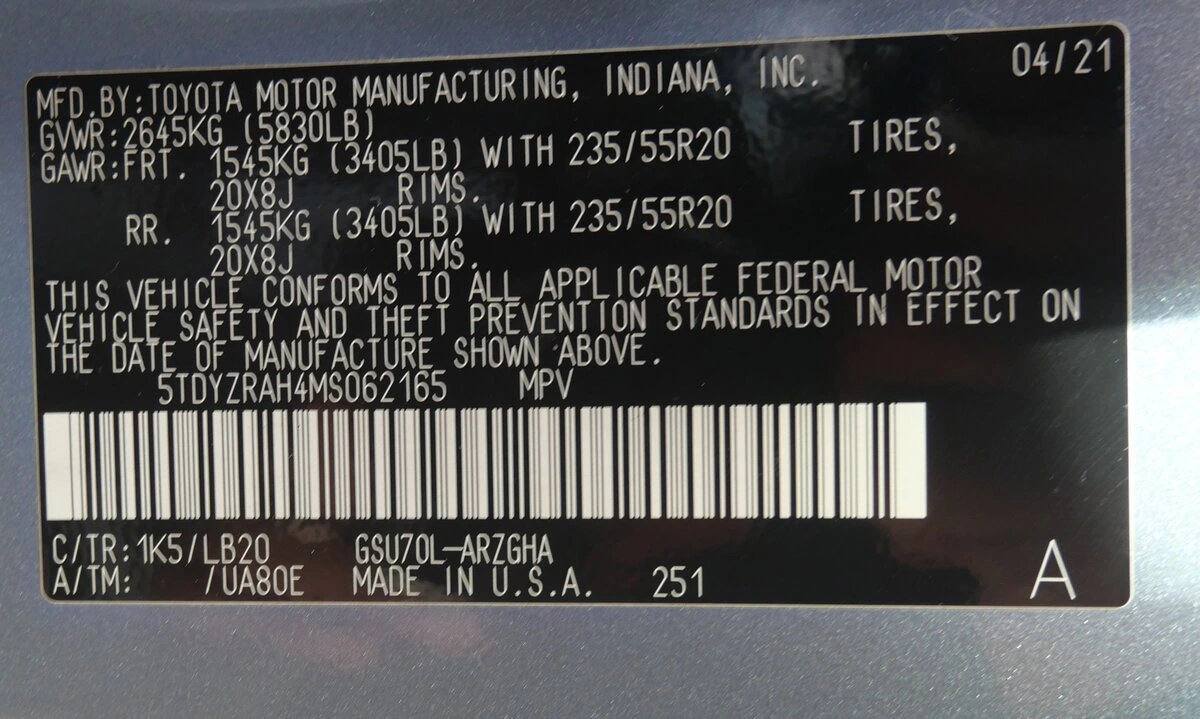 04/21
MFD.BY:TOYOTA MOTOR MANUFACTURING, INDIANA, INC.
GVWR:2645KG (5830LB)
GAWR:FRT. 1545KG (3405LB) WITH 235/55R20 TIRES,
20X8J RIMS.
RR. 1545KG (3405LB) WITH 235/55R20 TIRES,
20X8J RIMS.
THIS VEHICLE CONFORMS TO ALL APPLICABLE FEDERAL MOTOR
VEHICLE SAFETY AND THEFT PREVENTION STANDARDS IN EFFECT ON
THE DATE OF MANUFACTURE SHOWN ABOVE.
5TDYZRAH4MS062165 MPV
C/TR:1K5/LB20 GSU70L-ARZGHA
A/TM: /UA80E MADE IN U.S.A. 251
A